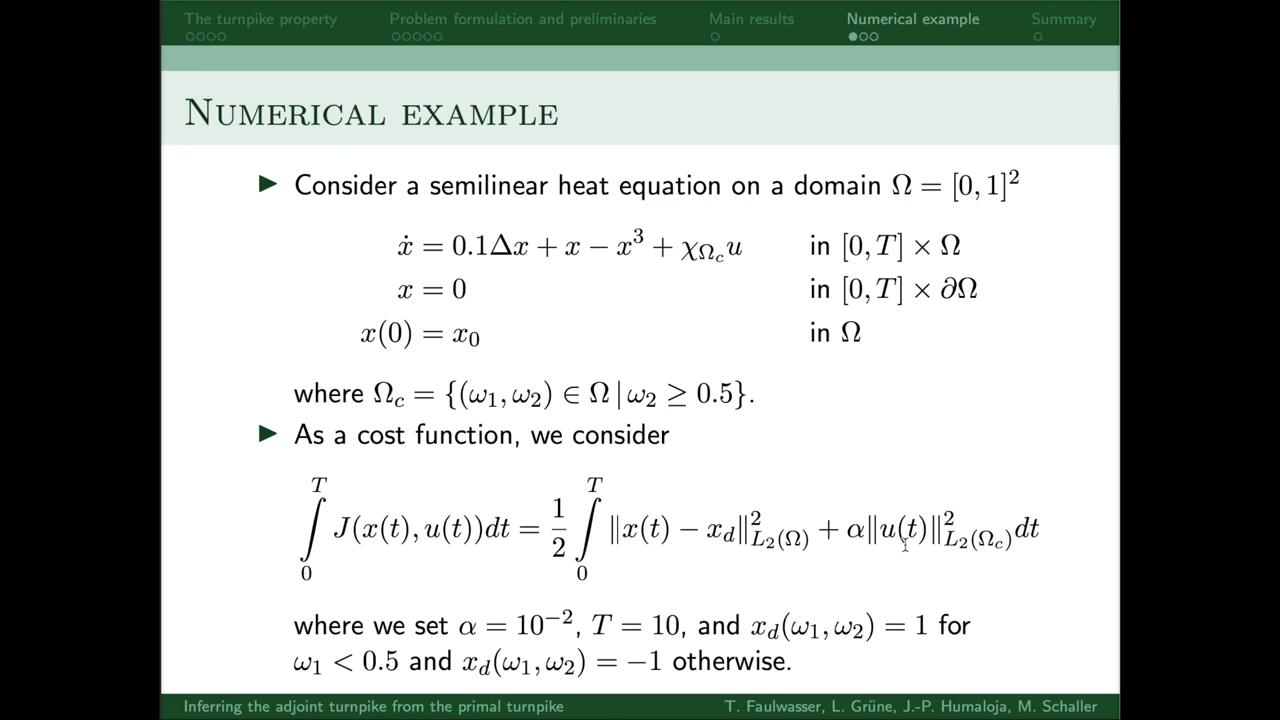 The turnpike property Problem formulation and preliminaries Main results Numerical example Summary
Numerical example
► Consider a semilinear heat equation on a domain Ω = [0, 1]²
ẋ = 0.1Δx + x − x³ + χ_{Ω_c} u in [0, T] × Ω
x = 0 in [0, T] × ∂Ω
x(0) = x₀ in Ω
where Ω_c = {(ω₁, ω₂) ∈ Ω | ω₂ ≥ 0.5}.
► As a cost function, we consider
∫₀ᵀ J(x(t), u(t))dt = 1/2 ∫₀ᵀ ‖x(t) − x_d‖²_{L₂(Ω)} + α‖u(t)‖²_{L₂(Ω_c)} dt
where we set α = 10⁻², T = 10, and x_d(ω₁, ω₂) = 1 for
ω₁ < 0.5 and x_d(ω₁, ω₂) = −1 otherwise.
Inferring the adjoint turnpike from the primal turnpike T. Faulwasser, L. Grüne, J.-P. Humaloja, M. Schaller